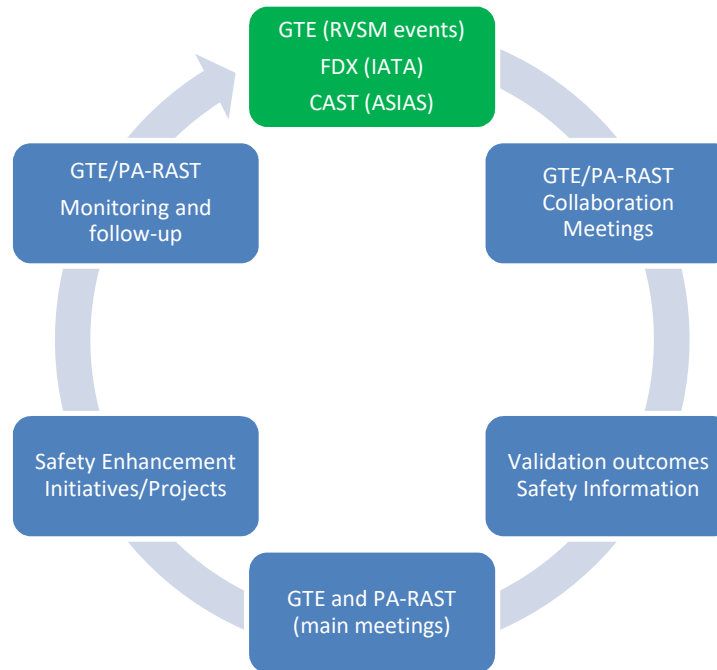 GTE (RVSM events)
FDX (IATA)
CAST (ASIAS)
GTE/PA-RAST
Collaboration
Meetings
Validation outcomes
Safety Information
GTE and PA-RAST
(main meetings)
Safety Enhancement
Initiatives/Projects
GTE/PA-RAST
Monitoring and
follow-up